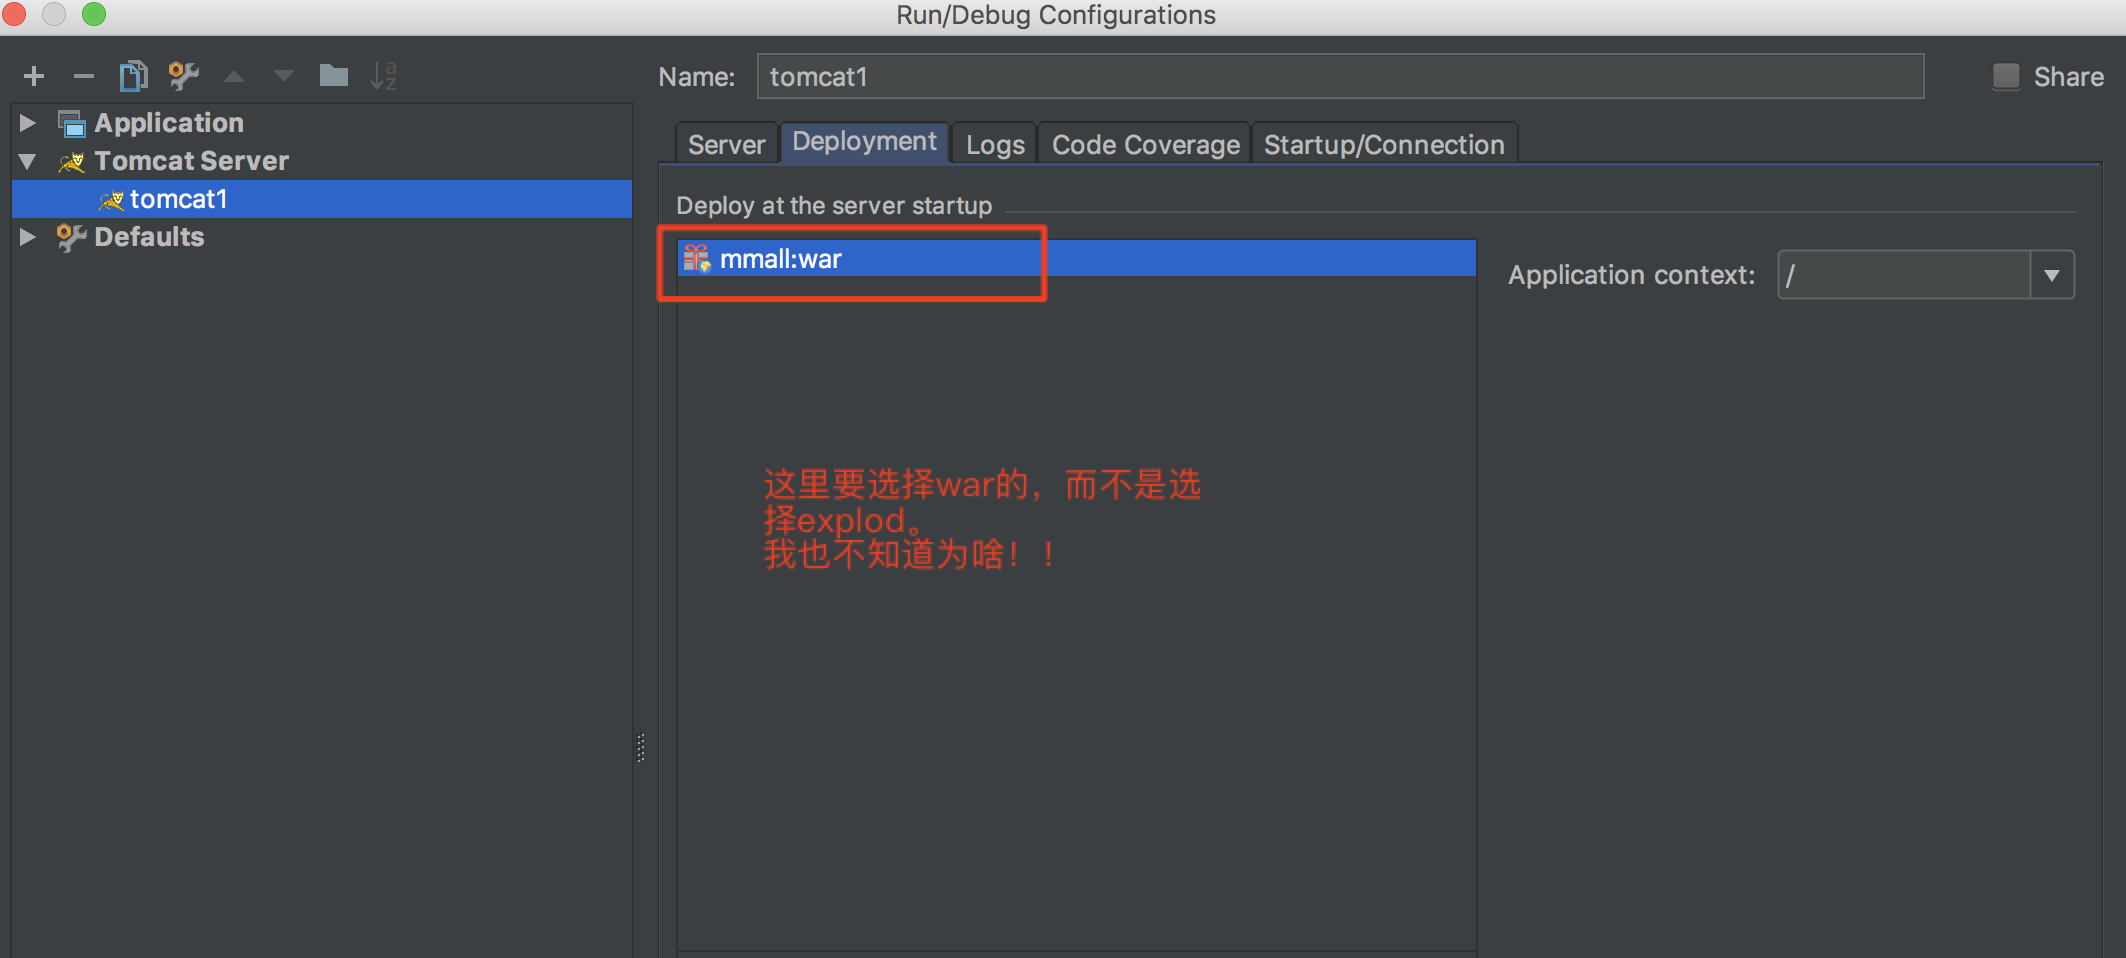 Run/Debug Configurations
Name: tomcat1 Share
Application
Tomcat Server
tomcat1
Defaults
Server Deployment Logs Code Coverage Startup/Connection
Deploy at the server startup
mmall:war
Application context: /
这里要选择war的，而不是选
择explod。
我也不知道为啥！！